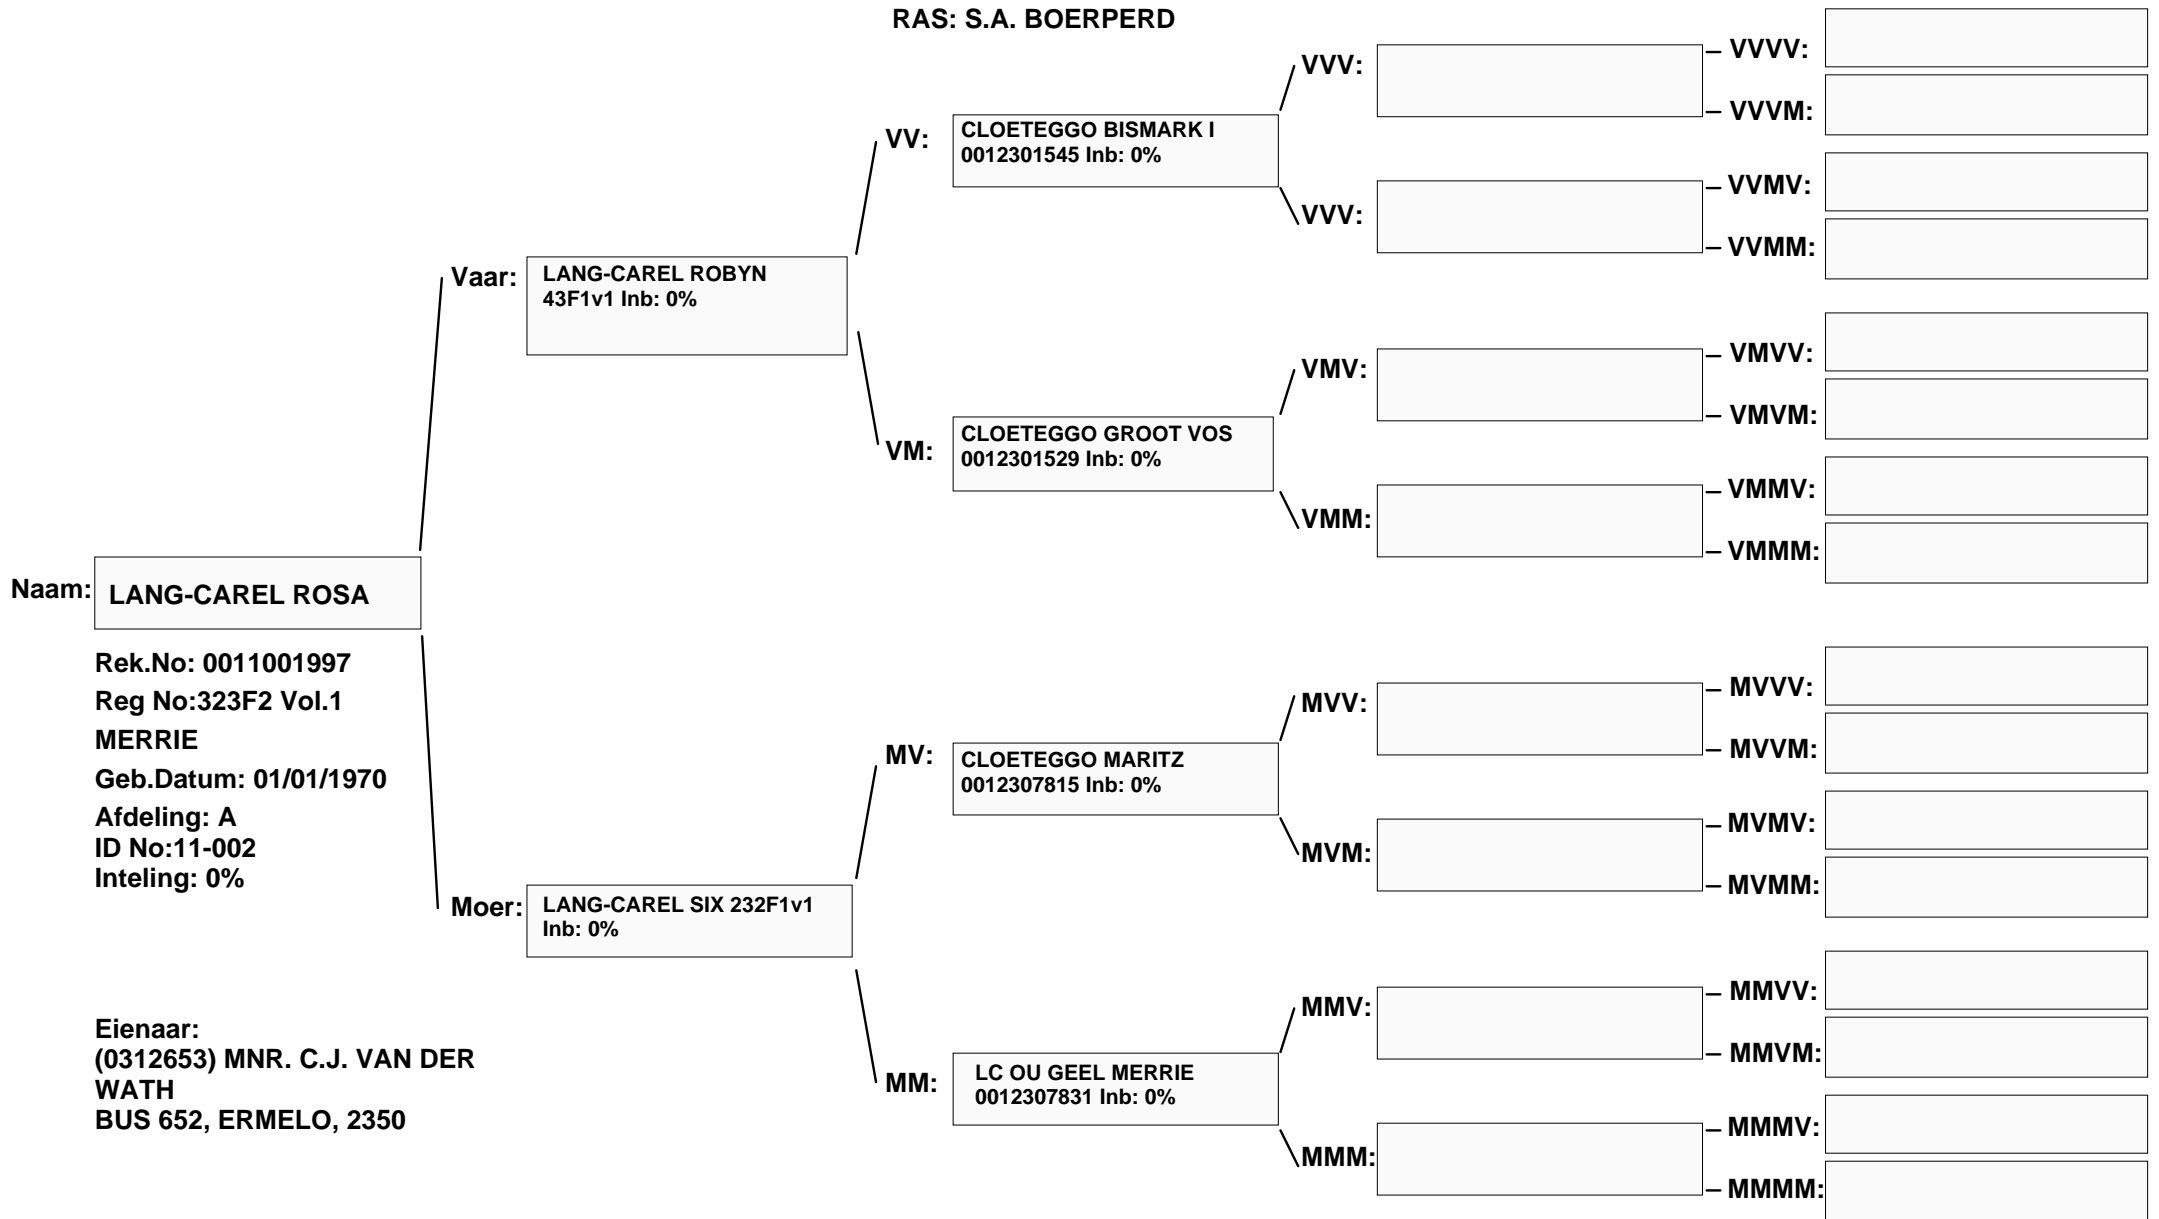 RAS: S.A. BOERPERD
Naam:
LANG-CAREL ROSA
Rek.No: 0011001997
Reg No:323F2 Vol.1
MERRIE
Geb.Datum: 01/01/1970
Afdeling: A
ID No:11-002
Inteling: 0%
Eienaar:
(0312653) MNR. C.J. VAN DER
WATH
BUS 652, ERMELO, 2350
Vaar:
LANG-CAREL ROBYN
43F1v1 Inb: 0%
Moer:
LANG-CAREL SIX 232F1v1
Inb: 0%
VV:
CLOETEGGO BISMARK I
0012301545 Inb: 0%
VM:
CLOETEGGO GROOT VOS
0012301529 Inb: 0%
MV:
CLOETEGGO MARITZ
0012307815 Inb: 0%
MM:
LC OU GEEL MERRIE
0012307831 Inb: 0%
VVV:
VVV:
VMV:
VMM:
MVV:
MVM:
MMV:
MMM:
VVVV:
VVVM:
VVMV:
VVMM:
VMVV:
VMVM:
VMMV:
VMMM:
MVVV:
MVVM:
MVMV:
MVMM:
MMVV:
MMVM:
MMMV:
MMMM: